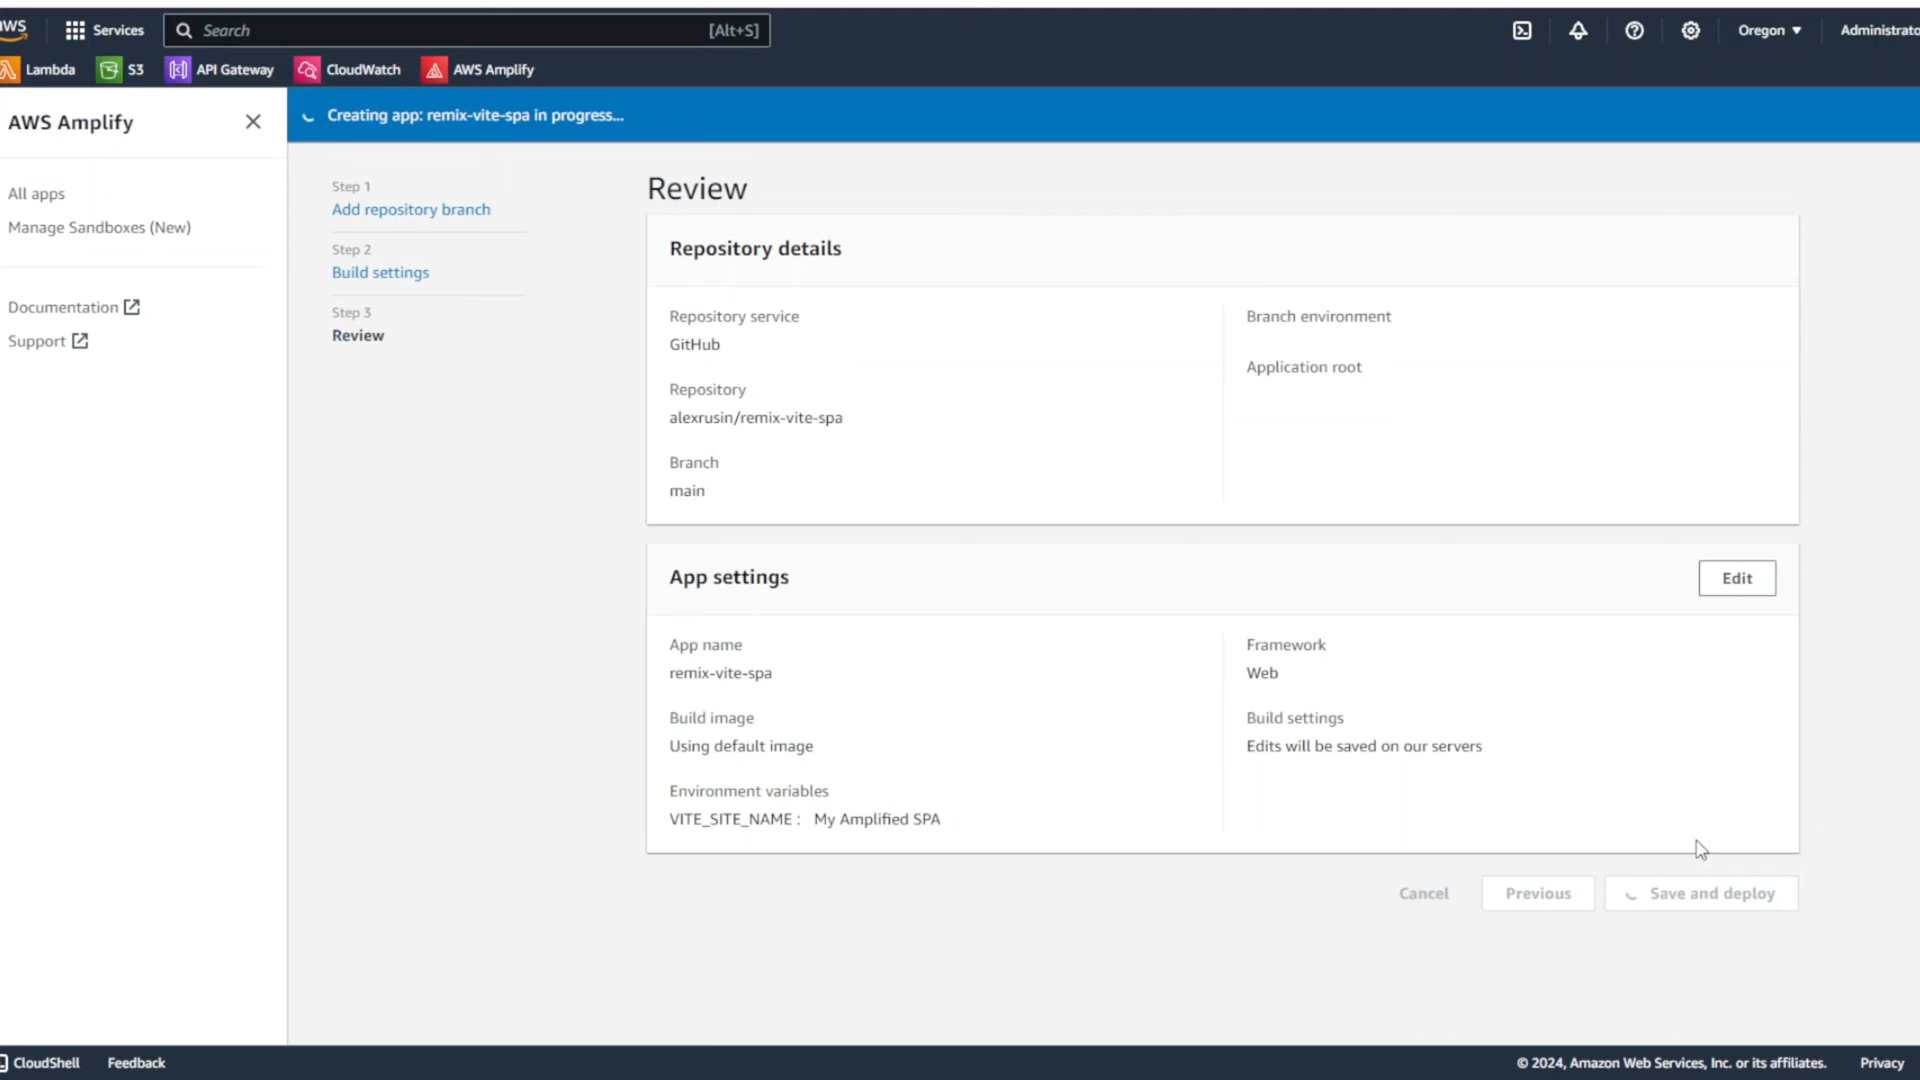 aws
Services
Search
[Alt+S]
Oregon
Administrato
Lambda
S3
API Gateway
CloudWatch
AWS Amplify
AWS Amplify
Creating app: remix-vite-spa in progress...
All apps
Manage Sandboxes (New)
Documentation
Support
Step 1
Add repository branch
Step 2
Build settings
Step 3
Review
Review
Repository details
Repository service
GitHub
Repository
alexrusin/remix-vite-spa
Branch
main
Branch environment
Application root
App settings
Edit
App name
remix-vite-spa
Build image
Using default image
Environment variables
VITE_SITE_NAME : My Amplified SPA
Framework
Web
Build settings
Edits will be saved on our servers
Cancel
Previous
Save and deploy
CloudShell
Feedback
© 2024, Amazon Web Services, Inc. or its affiliates.
Privacy